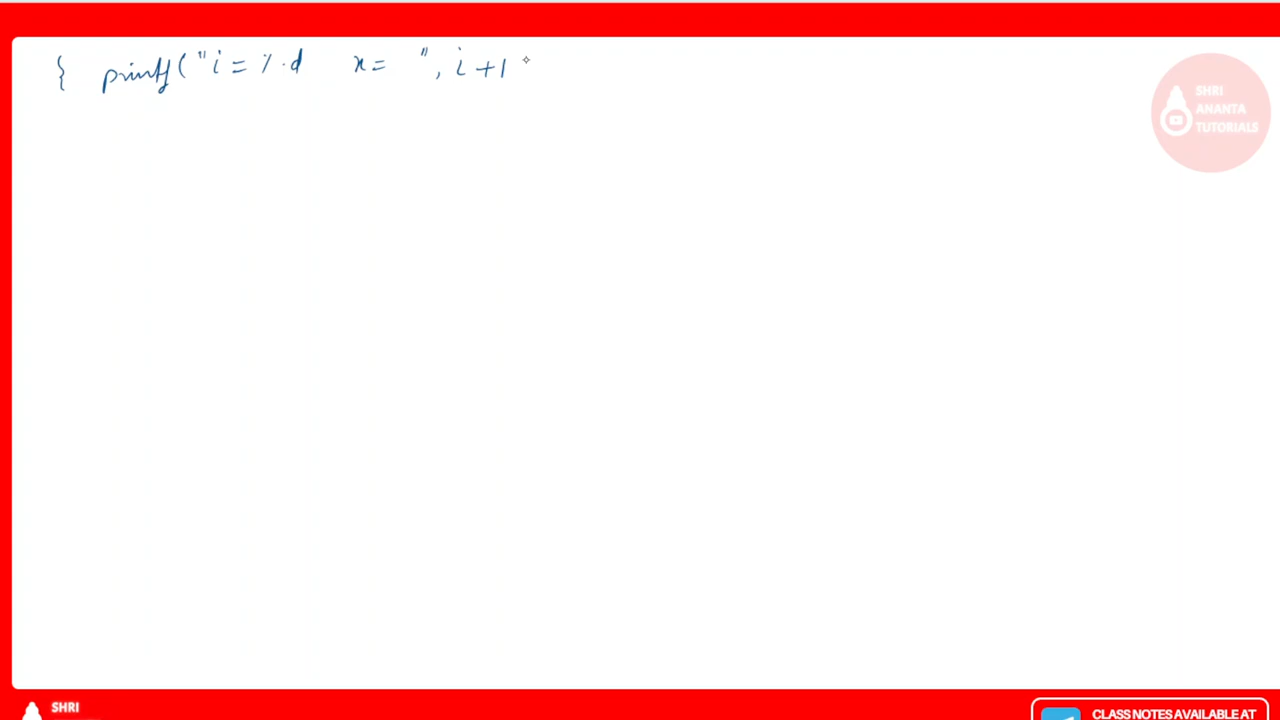 { printf("i = %d x = ", i +1
SHRI
ANANTA
TUTORIALS
SHRI
CLASS NOTES AVAILABLE AT